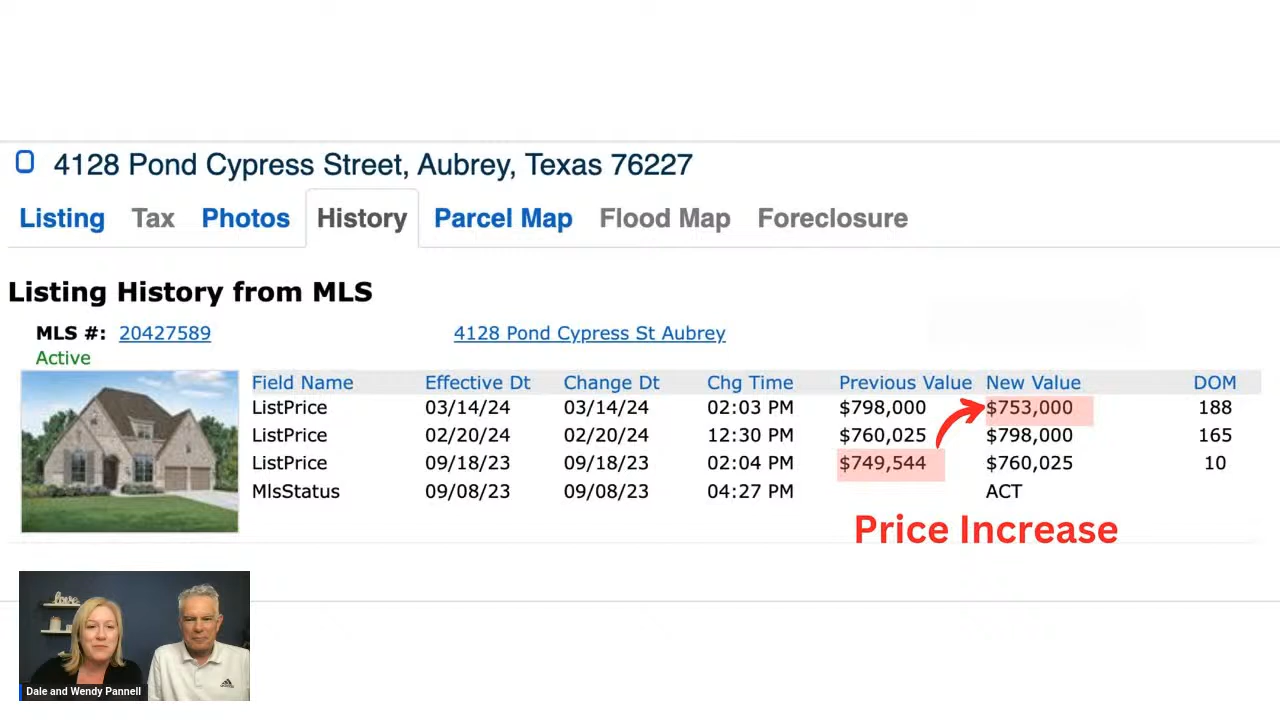 4128 Pond Cypress Street, Aubrey, Texas 76227
Listing Tax Photos History Parcel Map Flood Map Foreclosure
Listing History from MLS
MLS #: 20427589 4128 Pond Cypress St Aubrey
Active
Field Name Effective Dt Change Dt Chg Time Previous Value New Value DOM
ListPrice 03/14/24 03/14/24 02:03 PM $798,000 $753,000 188
ListPrice 02/20/24 02/20/24 12:30 PM $760,025 $798,000 165
ListPrice 09/18/23 09/18/23 02:04 PM $749,544 $760,025 10
MlsStatus 09/08/23 09/08/23 04:27 PM ACT
Price Increase
Dale and Wendy Pannell